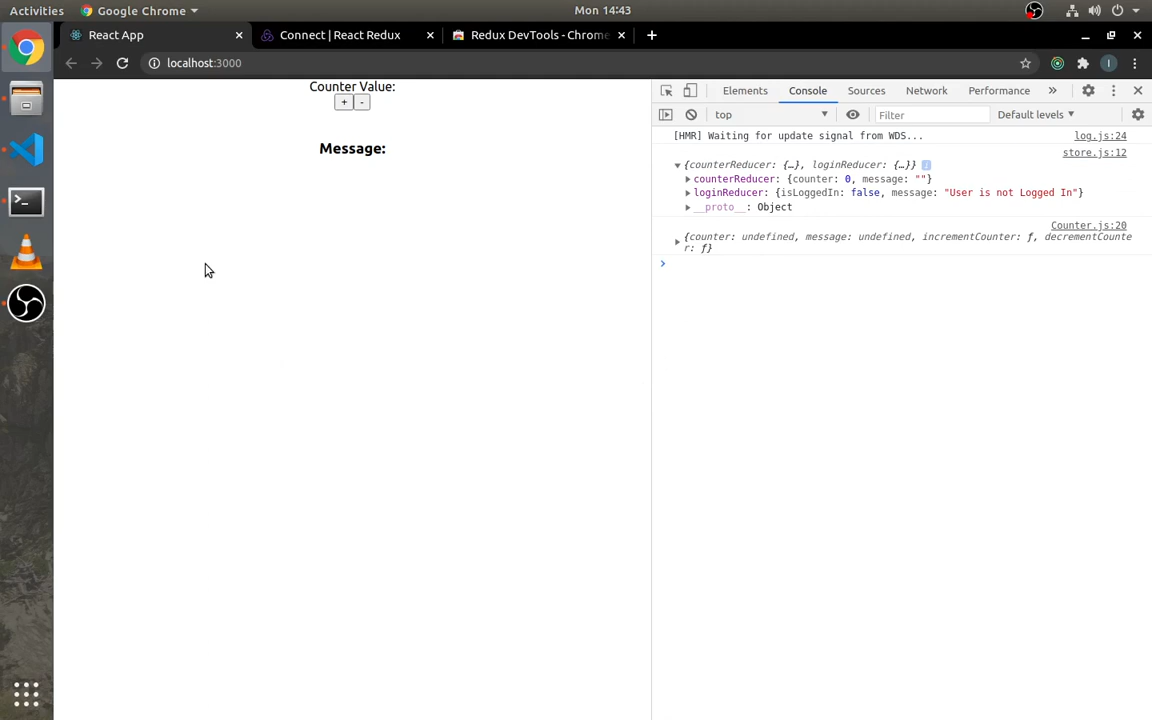 Activities
Google Chrome
Mon 14:43
React App
Connect | React Redux
Redux DevTools - Chrome
localhost:3000
Counter Value:
+ -
Message:
Elements Console Sources Network Performance
top Filter Default levels
[HMR] Waiting for update signal from WDS... log.js:24
store.js:12
{counterReducer: {…}, loginReducer: {…}} i
counterReducer: {counter: 0, message: ""}
loginReducer: {isLoggedIn: false, message: "User is not Logged In"}
__proto__: Object
Counter.js:20
{counter: undefined, message: undefined, incrementCounter: ƒ, decrementCounte
r: ƒ}